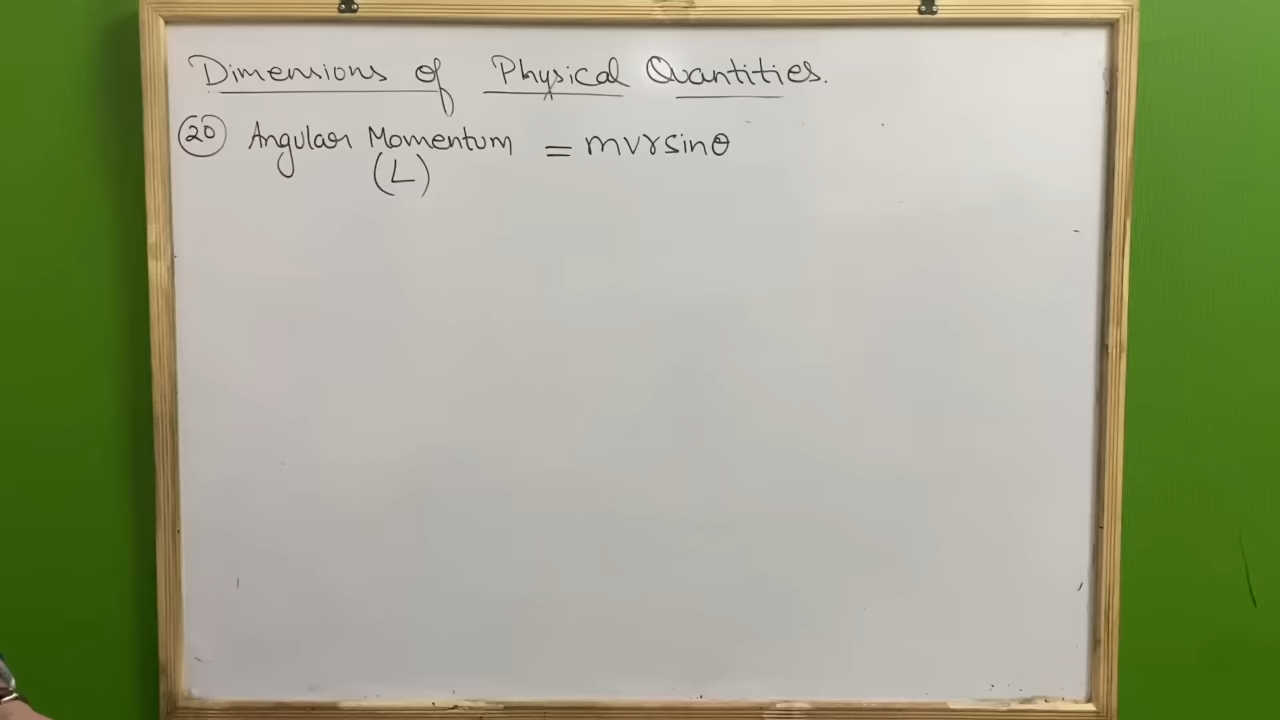 Dimensions of Physical Quantities.
20 Angular Momentum = mvrsinθ
(L)